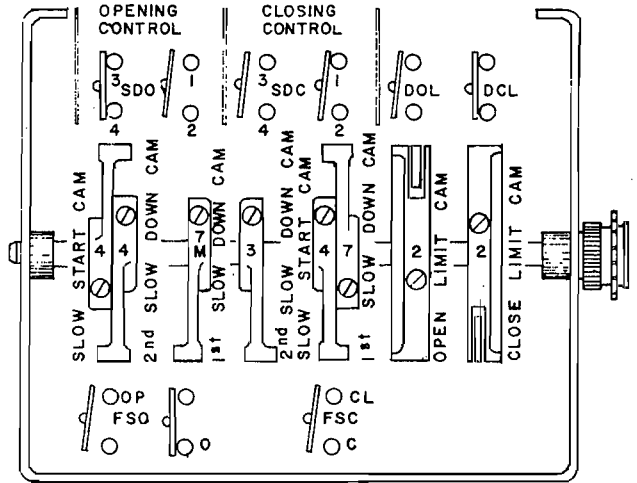 OPENING CONTROL
CLOSING CONTROL
3 SDO 1
4 2
3 SDC 1
4 2
DOL
DCL
SLOW START CAM
4 4
2nd SLOW DOWN CAM
7 M
1st SLOW DOWN CAM
3
2nd SLOW DOWN CAM
SLOW START CAM
4 7
1st SLOW DOWN CAM
2
OPEN LIMIT CAM
2
CLOSE LIMIT CAM
OP
FSO
O
CL
FSC
C